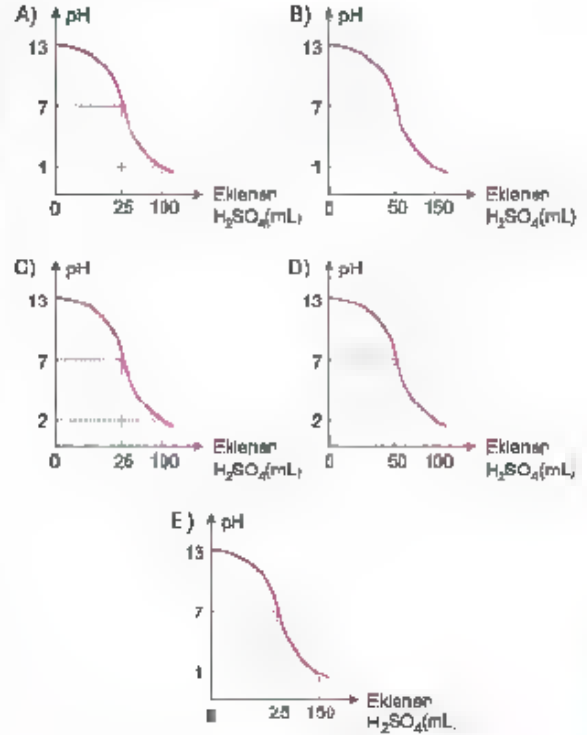 A) pH
13
7
1
0 25 100
Eklenen
H₂SO₄(mL)
B) pH
13
7
1
0 50 150
Eklenen
H₂SO₄(mL)
C) pH
13
7
2
0 25 100
Eklenen
H₂SO₄(mL)
D) pH
13
7
2
0 50 100
Eklenen
H₂SO₄(mL)
E) pH
13
7
1
25 150
Eklenen
H₂SO₄(mL